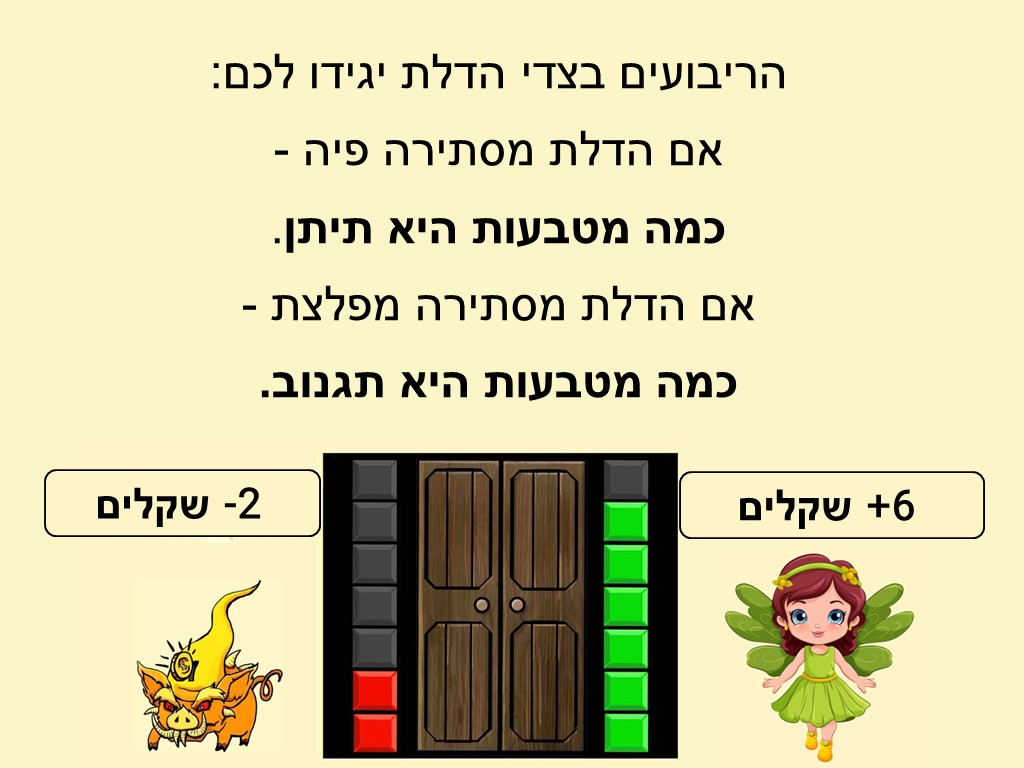 הריבועים בצדי הדלת יגידו לכם:
אם הדלת מסתירה פיה -
כמה מטבעות היא תיתן.
אם הדלת מסתירה מפלצת -
כמה מטבעות היא תגנוב.
-2 שקלים
+6 שקלים